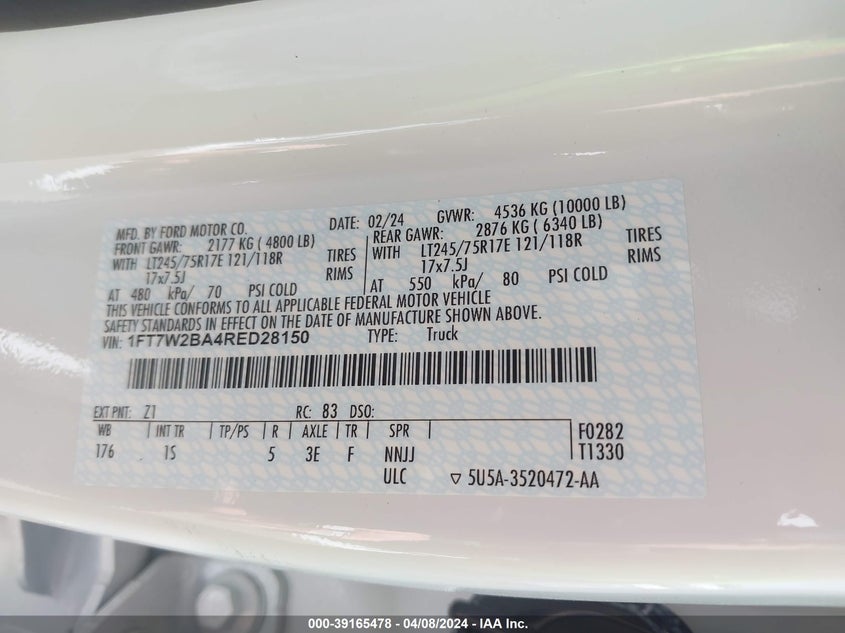 MFD. BY FORD MOTOR CO.
DATE: 02/24 GVWR: 4536 KG (10000 LB)
FRONT GAWR: 2177 KG ( 4800 LB) REAR GAWR: 2876 KG ( 6340 LB)
WITH LT245/75R17E 121/118R TIRES WITH LT245/75R17E 121/118R TIRES
17x7.5J RIMS 17x7.5J RIMS
AT 480 kPa/ 70 PSI COLD AT 550 kPa/ 80 PSI COLD
THIS VEHICLE CONFORMS TO ALL APPLICABLE FEDERAL MOTOR VEHICLE
SAFETY STANDARDS IN EFFECT ON THE DATE OF MANUFACTURE SHOWN ABOVE.
VIN: 1FT7W2BA4RED28150 TYPE: Truck
EXT PNT: Z1 RC: 83 DSO:
WB INT TR TP/PS R AXLE TR SPR F0282
176 1S 5 3E F NNJJ T1330
ULC ▽ 5U5A-3520472-AA
000-39165478 - 04/08/2024 - IAA Inc.